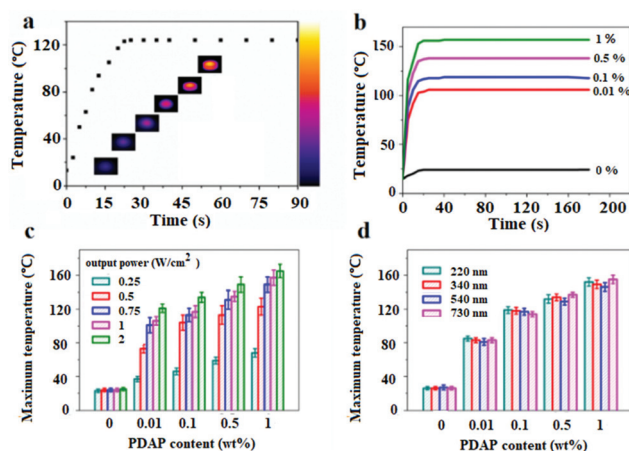 a
Temperature (ºC)
120
80
40
0
0 15 30 45 60 75 90
Time (s)
b
Temperature (ºC)
150
100
50
0
1 %
0.5 %
0.1 %
0.01 %
0 %
0 40 80 120 160 200
Time (s)
c
Maximum temperature (ºC)
output power (W/cm²)
0.25
0.5
0.75
1
2
160
120
80
40
0
0 0.01 0.1 0.5 1
PDAP content (wt%)
d
Maximum temperature (ºC)
220 nm
340 nm
540 nm
730 nm
160
120
80
40
0
0 0.01 0.1 0.5 1
PDAP content (wt%)